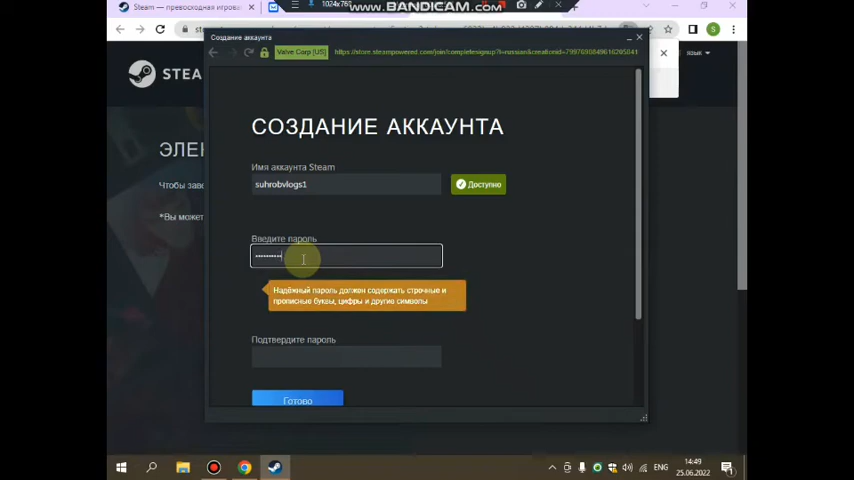 Steam — превосходная игрова
1024x76
WWW.BANDICAM.COM
Создание аккаунта
Valve Corp [US]
STEA
язык
СОЗДАНИЕ АККАУНТА
Имя аккаунта Steam
suhrobvlogs1
Доступно
ЭЛЕ
Чтобы заве
*Вы может
Введите пароль
Надёжный пароль должен содержать строчные и
прописные буквы, цифры и другие символы
Подтвердите пароль
Готово
ENG
14:49
25.06.2022